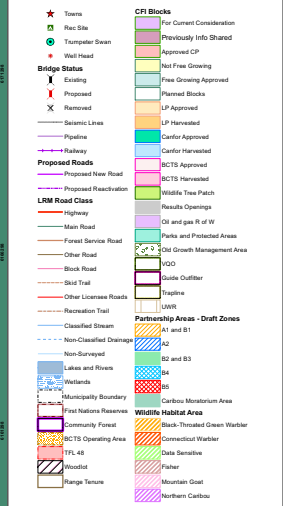 Towns
Rec Site
Trumpeter Swan
Well Head
Bridge Status
Existing
Proposed
Removed
Seismic Lines
Pipeline
Railway
Proposed Roads
Proposed New Road
Proposed Reactivation
LRM Road Class
Highway
Main Road
Forest Service Road
Other Road
Block Road
Skid Trail
Other Licensee Roads
Recreation Trail
Classified Stream
Non-Classified Drainage
Non-Surveyed
Lakes and Rivers
Wetlands
Municipality Boundary
First Nations Reserves
Community Forest
BCTS Operating Area
TFL 48
Woodlot
Range Tenure
CFI Blocks
For Current Consideration
Previously Info Shared
Approved CP
Not Free Growing
Free Growing Approved
Planned Blocks
LP Approved
LP Harvested
Canfor Approved
Canfor Harvested
BCTS Approved
BCTS Harvested
Wildlife Tree Patch
Results Openings
Oil and gas R of W
Parks and Protected Areas
Old Growth Management Area
VQO
Guide Outfitter
Trapline
UWR
Partnership Areas - Draft Zones
A1 and B1
A2
B2 and B3
B4
B5
Caribou Moratorium Area
Wildlife Habitat Area
Black-Throated Green Warbler
Connecticut Warbler
Data Sensitive
Fisher
Mountain Goat
Northern Caribou